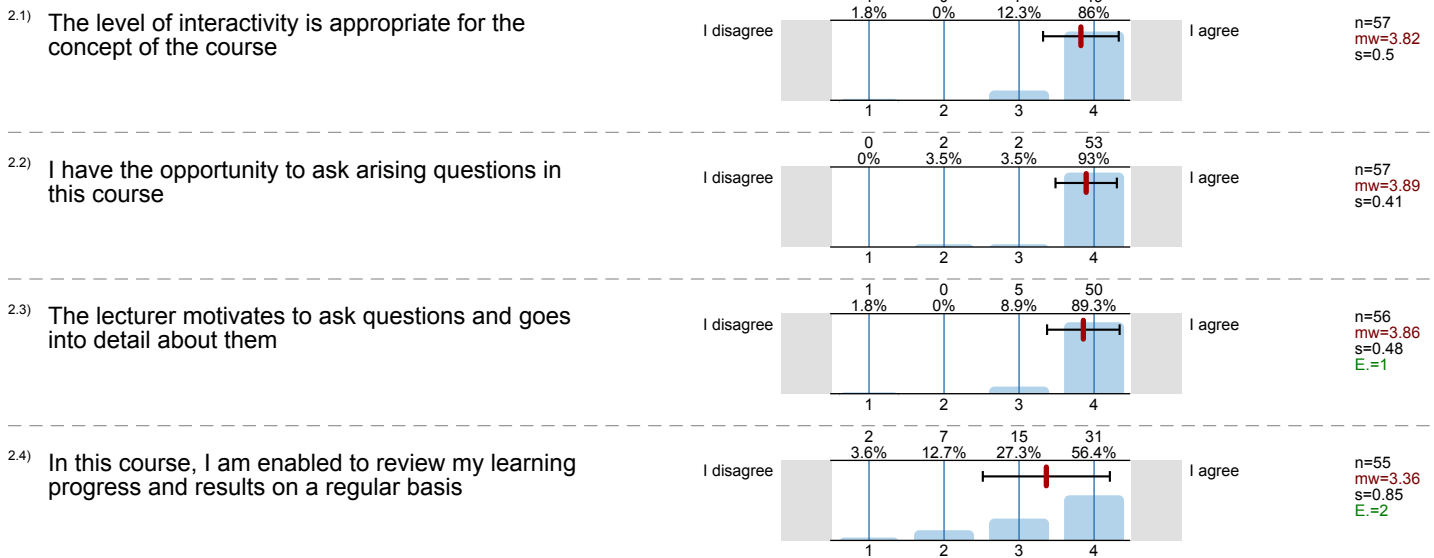 2.1) The level of interactivity is appropriate for the
concept of the course
I disagree
1.8% 0% 12.3% 86%
I agree
1 2 3 4
n=57
mw=3.82
s=0.5
2.2) I have the opportunity to ask arising questions in
this course
I disagree
0 2 2 53
0% 3.5% 3.5% 93%
I agree
1 2 3 4
n=57
mw=3.89
s=0.41
2.3) The lecturer motivates to ask questions and goes
into detail about them
I disagree
1 0 5 50
1.8% 0% 8.9% 89.3%
I agree
1 2 3 4
n=56
mw=3.86
s=0.48
E.=1
2.4) In this course, I am enabled to review my learning
progress and results on a regular basis
I disagree
2 7 15 31
3.6% 12.7% 27.3% 56.4%
I agree
1 2 3 4
n=55
mw=3.36
s=0.85
E.=2